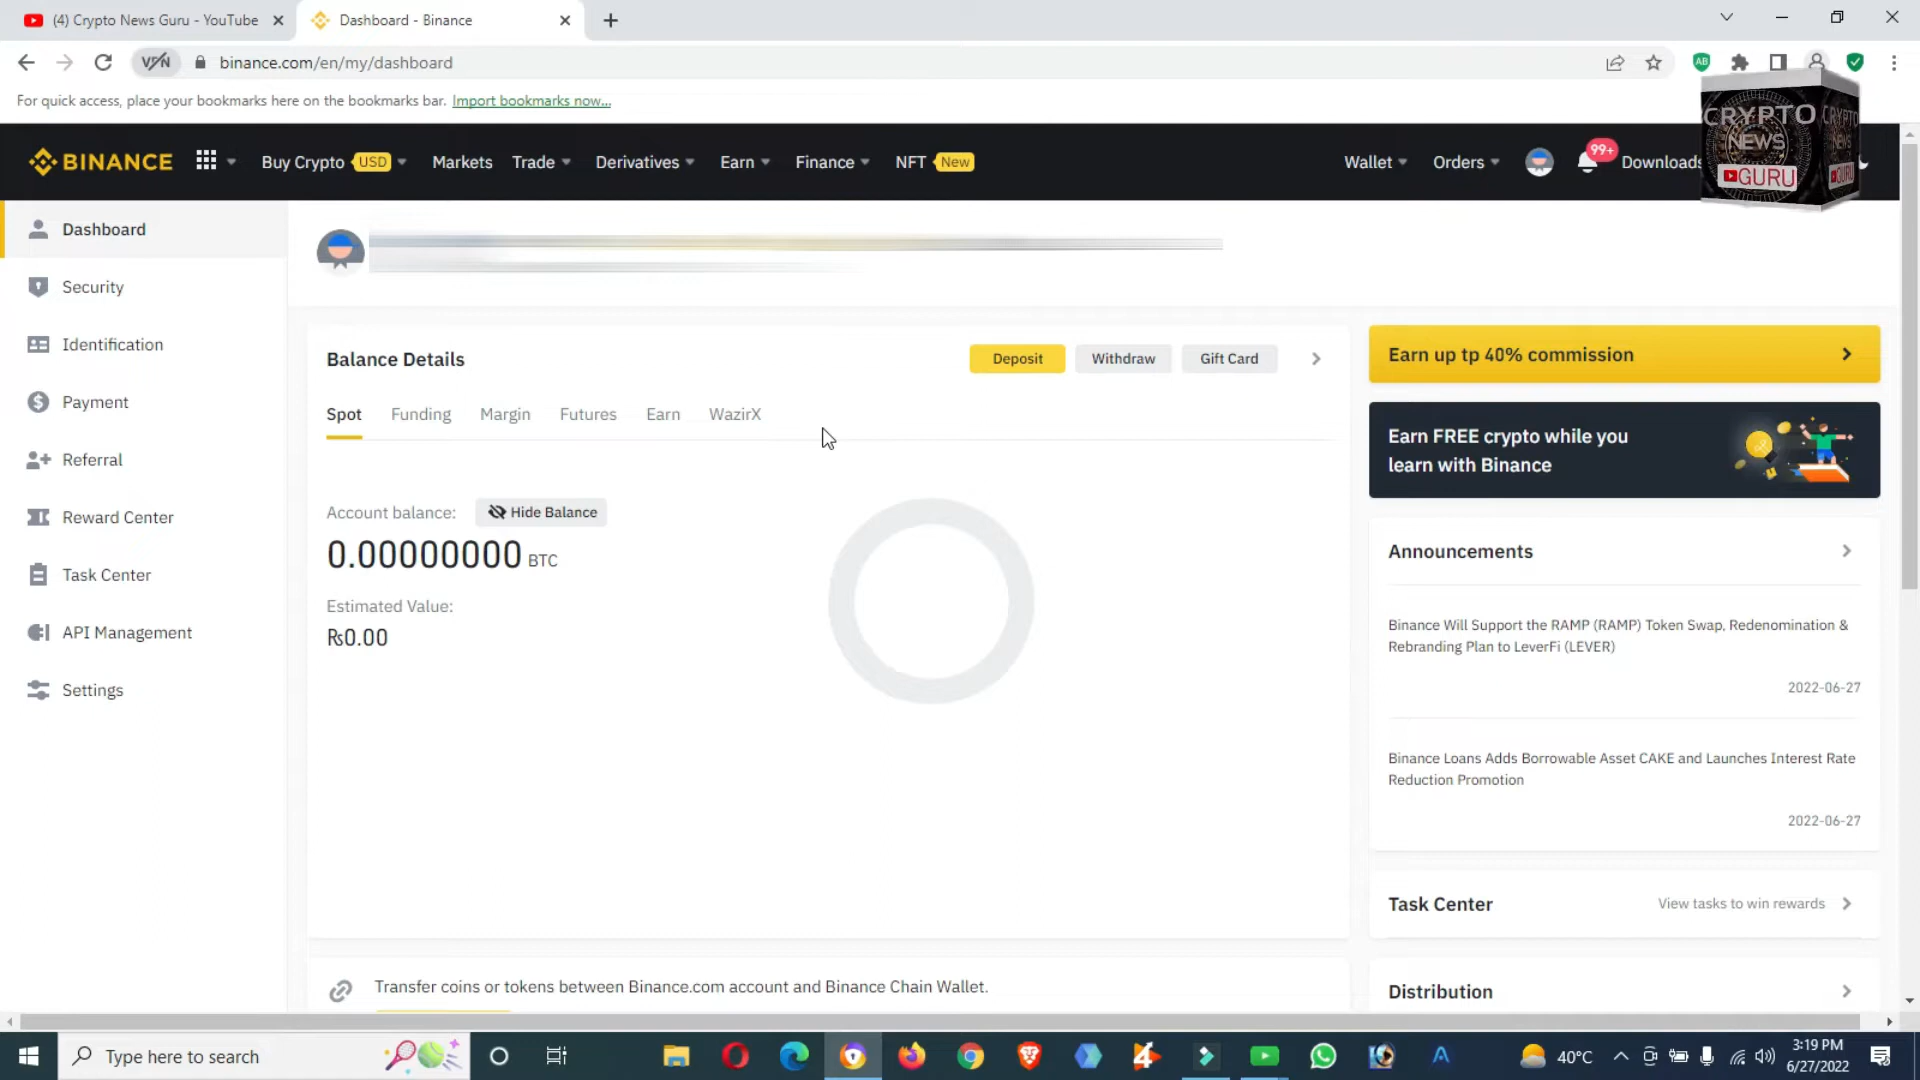 (4) Crypto News Guru - YouTube
Dashboard - Binance
VPN
binance.com/en/my/dashboard
For quick access, place your bookmarks here on the bookmarks bar. Import bookmarks now...
BINANCE
Buy Crypto USD
Markets
Trade
Derivatives
Earn
Finance
NFT New
Wallet
Orders
99+
Downloads
CRYPTO
NEWS
GURU
Dashboard
Security
Identification
Payment
Referral
Reward Center
Task Center
API Management
Settings
Balance Details
Deposit
Withdraw
Gift Card
Spot
Funding
Margin
Futures
Earn
WazirX
Account balance:
Hide Balance
0.00000000 BTC
Estimated Value:
₨0.00
Transfer coins or tokens between Binance.com account and Binance Chain Wallet.
Earn up tp 40% commission
Earn FREE crypto while you
learn with Binance
Announcements
Binance Will Support the RAMP (RAMP) Token Swap, Redenomination &
Rebranding Plan to LeverFi (LEVER)
2022-06-27
Binance Loans Adds Borrowable Asset CAKE and Launches Interest Rate
Reduction Promotion
2022-06-27
Task Center
View tasks to win rewards
Distribution
Type here to search
40°C
3:19 PM
6/27/2022